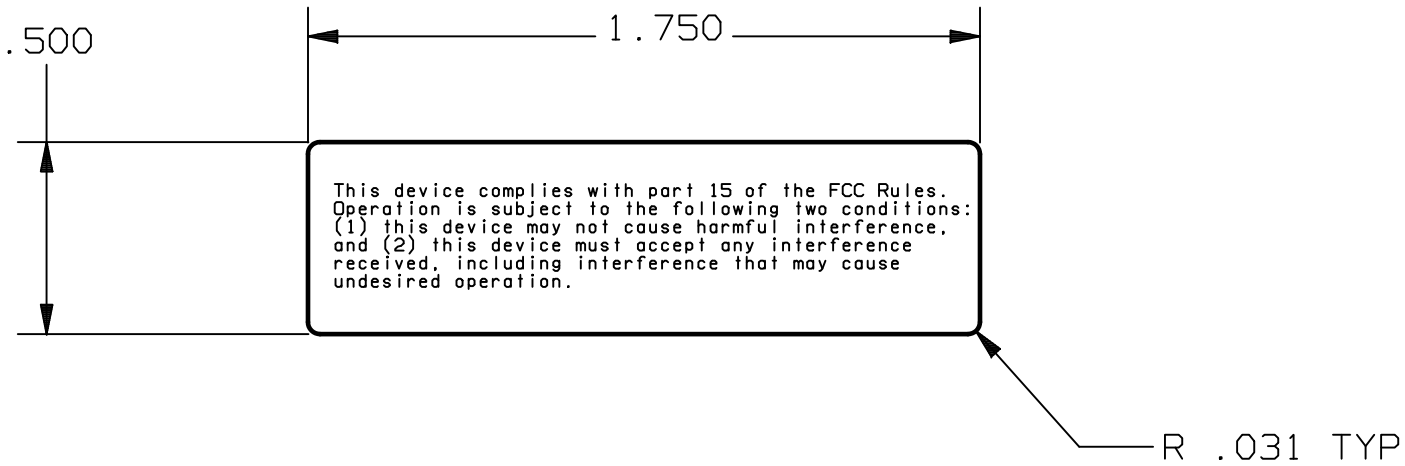 .500
1.750
This device complies with part 15 of the FCC Rules.
Operation is subject to the following two conditions:
(1) this device may not cause harmful interference,
and (2) this device must accept any interference
received, including interference that may cause
undesired operation.
R .031 TYP